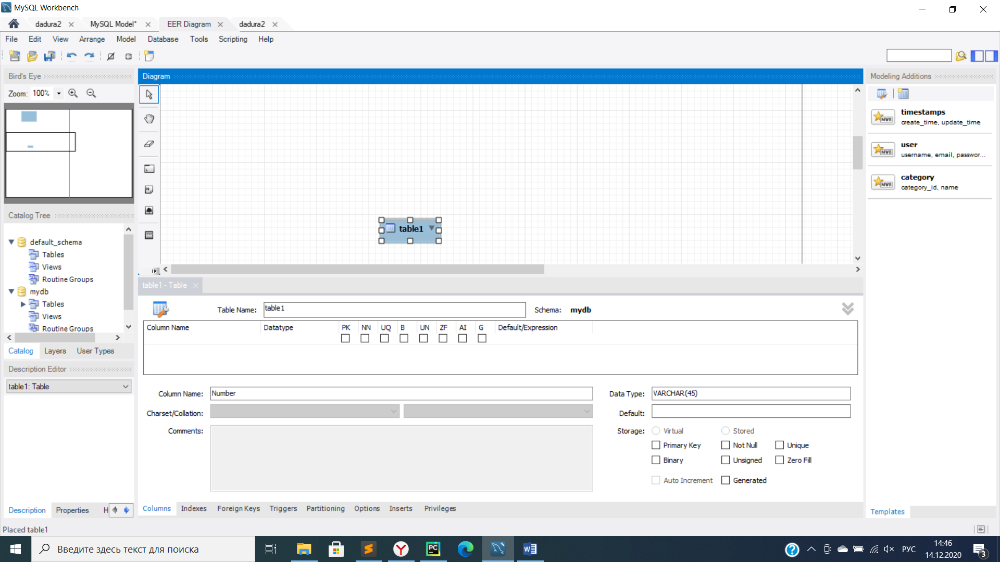 MySQL Workbench
dadura2
MySQL Model*
EER Diagram
dadura2
File Edit View Arrange Model Database Tools Scripting Help
Bird's Eye
Zoom: 100%
Diagram
Modeling Additions
timestamps
create_time, update_time
user
username, email, passwor...
category
category_id, name
table1
Catalog Tree
default_schema
Tables
Views
Routine Groups
mydb
Tables
Views
Routine Groups
Catalog Layers User Types
Description Editor
table1: Table
Description Properties H
table1 - Table
Table Name: table1 Schema: mydb
Column Name Datatype PK NN UQ B UN ZF AI G Default/Expression
Column Name: Number Data Type: VARCHAR(45)
Charset/Collation: Default:
Comments: Storage: Virtual Stored
Primary Key Not Null Unique
Binary Unsigned Zero Fill
Auto Increment Generated
Columns Indexes Foreign Keys Triggers Partitioning Options Inserts Privileges
Templates
Placed table1
Введите здесь текст для поиска
РУС
14:46
14.12.2020
3